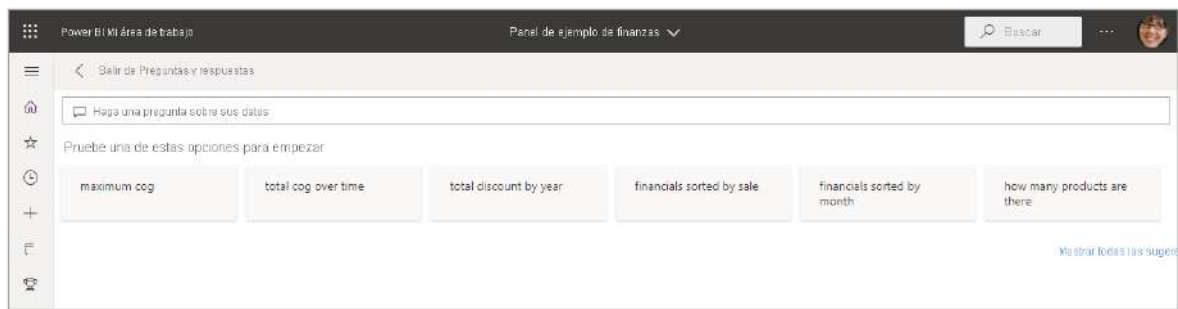 Power BI Mi área de trabajo
Panel de ejemplo de finanzas
Buscar
Salir de Preguntas y respuestas
Haga una pregunta sobre sus datos
Pruebe una de estas opciones para empezar
maximum cog
total cog over time
total discount by year
financials sorted by sale
financials sorted by
month
how many products are
there
Mostrar todas las sugere